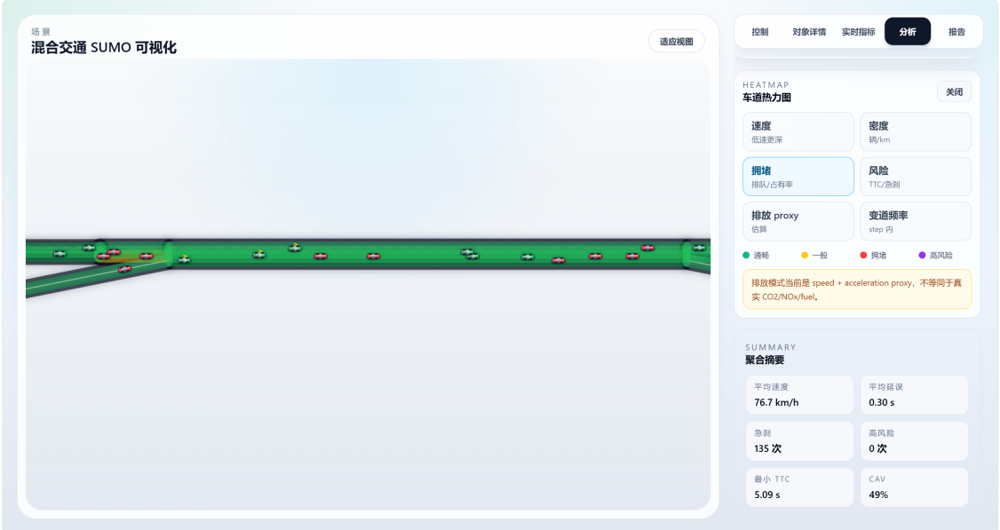 场景
混合交通 SUMO 可视化
适应视图
控制
对象详情
实时指标
分析
报告
HEATMAP
车道热力图
关闭
速度
低速更深
密度
辆/km
拥堵
排队/占有率
风险
TTC/急刹
排放 proxy
估算
变道频率
step 内
通畅
一般
拥堵
高风险
排放模式当前是 speed + acceleration proxy，不等同于真
实 CO2/NOx/fuel。
SUMMARY
聚合摘要
平均速度
76.7 km/h
平均延误
0.30 s
急刹
135 次
高风险
0 次
最小 TTC
5.09 s
CAV
49%